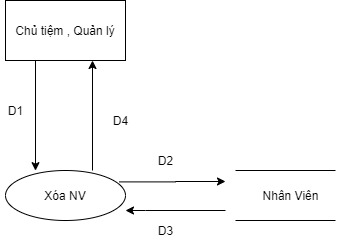 Chủ tiệm , Quản lý
D1
D4
D2
Xóa NV
Nhân Viên
D3